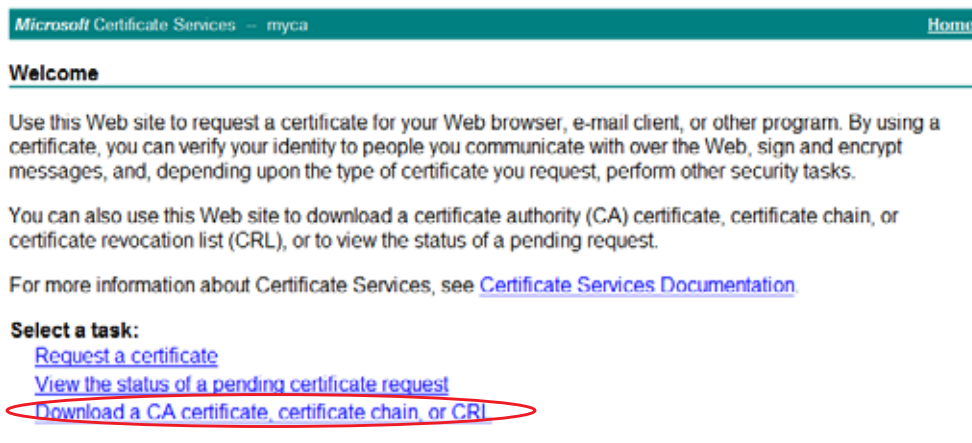 Microsoft Certificate Services -- myca Home
Welcome
Use this Web site to request a certificate for your Web browser, e-mail client, or other program. By using a
certificate, you can verify your identity to people you communicate with over the Web, sign and encrypt
messages, and, depending upon the type of certificate you request, perform other security tasks.
You can also use this Web site to download a certificate authority (CA) certificate, certificate chain, or
certificate revocation list (CRL), or to view the status of a pending request.
For more information about Certificate Services, see Certificate Services Documentation.
Select a task:
Request a certificate
View the status of a pending certificate request
Download a CA certificate, certificate chain, or CRL